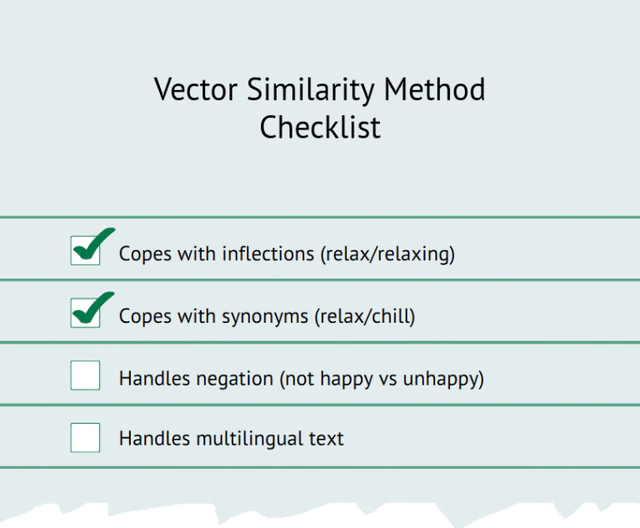 Vector Similarity Method
Checklist
Copes with inflections (relax/relaxing)
Copes with synonyms (relax/chill)
Handles negation (not happy vs unhappy)
Handles multilingual text